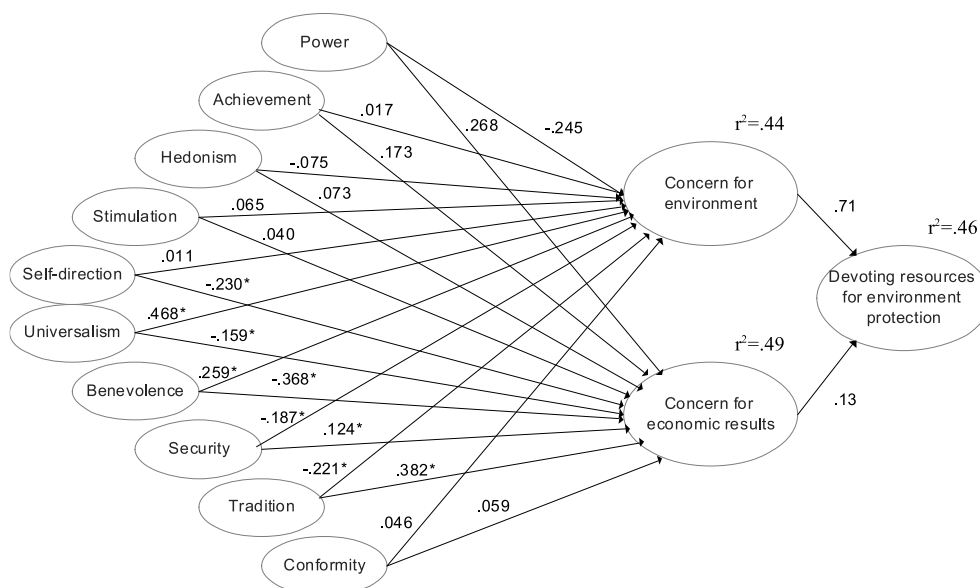 Power
Achievement
.017
.268
-.245
r²=.44
Hedonism
-.075
.173
Concern for
environment
Stimulation
.065
.073
.71
r²=.46
Self-direction
.011
.040
Devoting resources
for environment
protection
-.230*
Universalism
.468*
-.159*
r²=.49
Benevolence
.259*
-.368*
Concern for
economic results
.13
Security
-.187*
.124*
Tradition
-.221*
.382*
.046
.059
Conformity